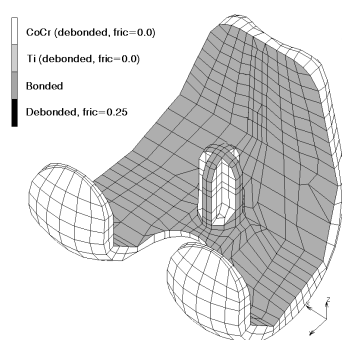 CoCr (debonded, fric=0.0)
Ti (debonded, fric=0.0)
Bonded
Debonded, fric=0.25
Z